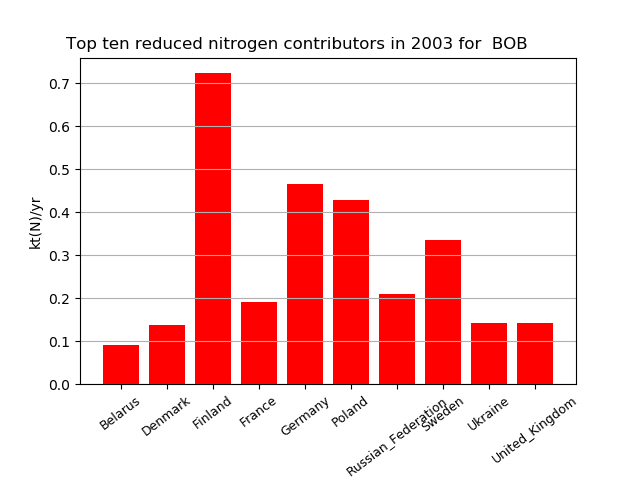 Top ten reduced nitrogen contributors in 2003 for  BOB
kt(N)/yr
0.7
0.6
0.5
0.4
0.3
0.2
0.1
0.0
Belarus
Denmark
Finland
France
Germany
Poland
Russian_Federation
Sweden
Ukraine
United_Kingdom